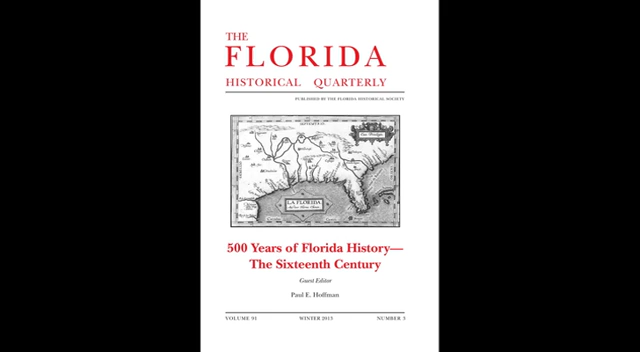 THE
FLORIDA
HISTORICAL QUARTERLY
PUBLISHED BY THE FLORIDA HISTORICAL SOCIETY
LA FLORIDA
500 Years of Florida History—
The Sixteenth Century
Guest Editor
Paul E. Hoffman
VOLUME 91 WINTER 2013 NUMBER 3